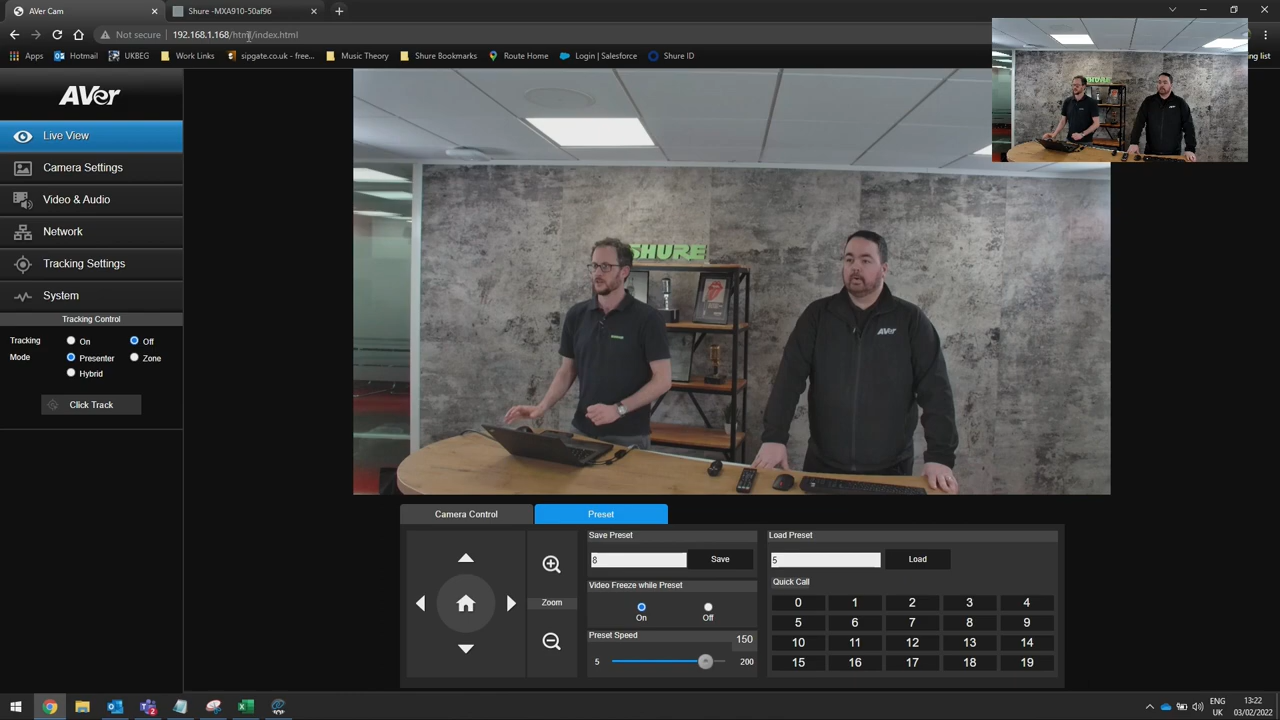 AVer Cam
Shure -MXA910-50af96
Not secure
192.168.1.168/html/index.html
Apps
Hotmail
UKBEG
Work Links
sipgate.co.uk - free...
Music Theory
Shure Bookmarks
Route Home
Login | Salesforce
Shure ID
ng list
AVer
Live View
Camera Settings
Video & Audio
Network
Tracking Settings
System
Tracking Control
Tracking On Off
Mode Presenter Zone
Hybrid
Click Track
SHURE
AVer
SHURE
Camera Control
Preset
Zoom
Save Preset
8
Save
Video Freeze while Preset
On Off
Preset Speed
150
5 200
Load Preset
5
Load
Quick Call
0 1 2 3 4
5 6 7 8 9
10 11 12 13 14
15 16 17 18 19
ENG
UK
13:22
03/02/2022